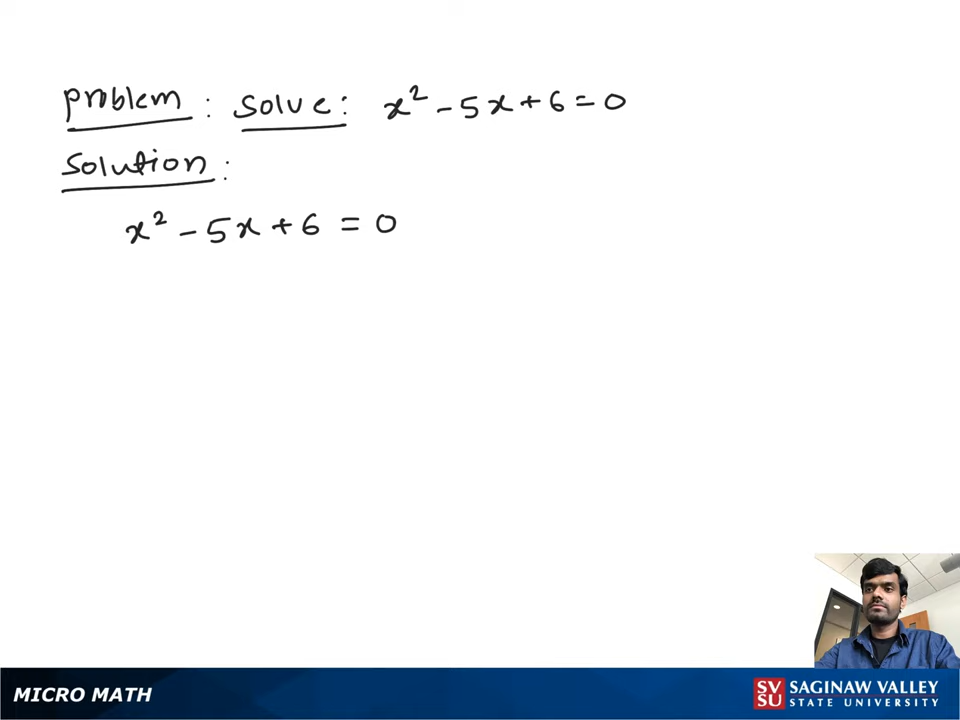 problem: Solve: x² - 5x + 6 = 0
Solution:
x² - 5x + 6 = 0
MICRO MATH
SV SU SAGINAW VALLEY
STATE UNIVERSITY